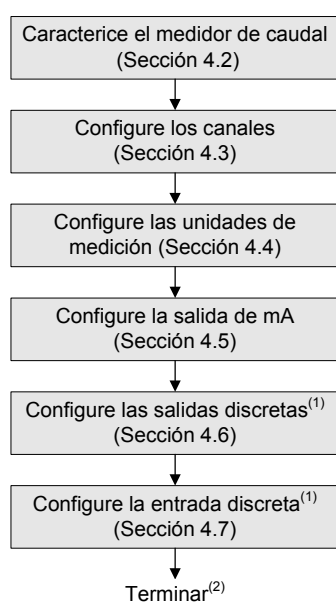 Caracterice el medidor de caudal
(Sección 4.2)
Configure los canales
(Sección 4.3)
Configure las unidades de
medición (Sección 4.4)
Configure la salida de mA
(Sección 4.5)
Configure las salidas discretas(1)
(Sección 4.6)
Configure la entrada discreta(1)
(Sección 4.7)
Terminar(2)